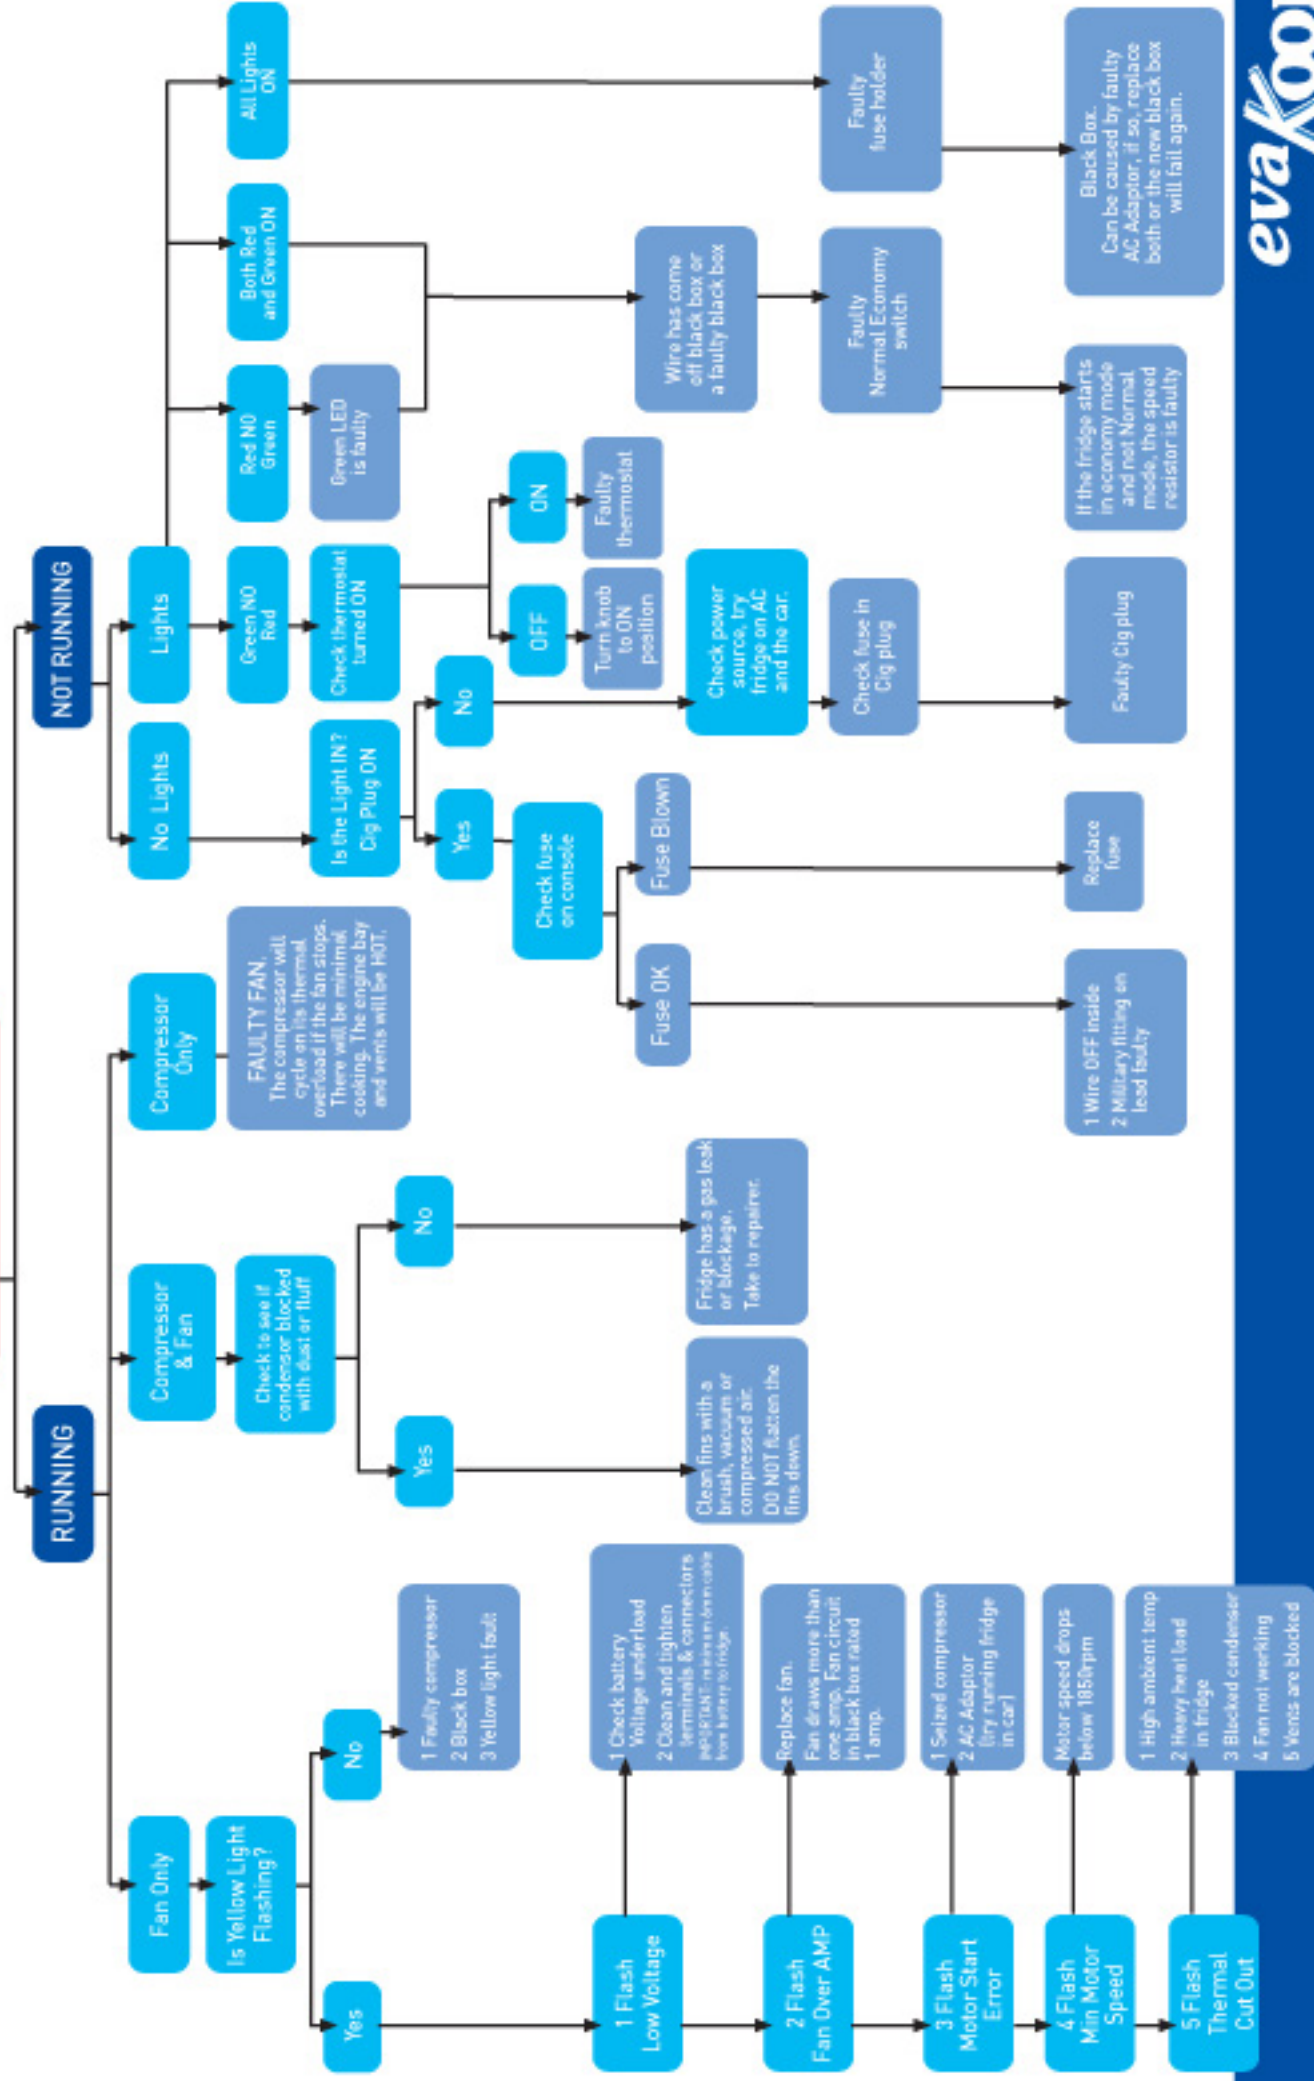 RUNNING
NOT RUNNING
Fan Only
Compressor
& Fan
Compressor
Only
No Lights
Lights
Is Yellow Light
Flashing?
Check to see if
condensor blocked
with dust or fluff
FAULTY FAN.
The compressor will
cycle on its thermal
overload if the fan stops.
There will be minimal
cooking. The engine bay
and vents will be HOT.
Green NO
Red
Red NO
Green
Both Red
and Green ON
All Lights
ON
Yes
No
Yes
No
Is the Light IN?
Cig Plug ON
Check thermostat
turned ON
Green LED
is faulty
1 Faulty compressor
2 Black box
3 Yellow light fault
Yes
No
OFF
ON
Check fuse
on console
Turn knob
to ON
position
Faulty
thermostat
1 Flash
Low Voltage
1 Check battery
Voltage underload
2 Clean and tighten
terminals & connectors
IMPORTANT: minimum 6mm cable
from battery to fridge.
Clean fins with a
brush, vacuum or
compressed air.
DO NOT flatten the
fins down.
Fridge has a gas leak
or blockage.
Take to repairer.
Fuse OK
Fuse Blown
Check power
source, try
fridge on AC
and the car.
Wire has come
off black box or
a faulty black box
2 Flash
Fan Over AMP
Replace fan.
Fan draws more than
one amp. Fan circuit
in black box rated
1 amp.
Check fuse in
Cig plug
Faulty
Normal Economy
switch
Faulty
fuse holder
3 Flash
Motor Start
Error
1 Seized compressor
2 AC Adaptor
(try running fridge
in car)
4 Flash
Min Motor
Speed
Motor speed drops
below 1850rpm
1 Wire OFF inside
2 Military fitting on
lead faulty
Replace
fuse
Faulty Cig plug
If the fridge starts
in economy mode
and not Normal
mode, the speed
resistor is faulty
Black Box.
Can be caused by faulty
AC Adaptor, if so, replace
both or the new black box
will fail again.
5 Flash
Thermal
Cut Out
1 High ambient temp
2 Heavy heat load
in fridge
3 Blocked condensor
4 Fan not working
5 Vents are blocked
evaKool